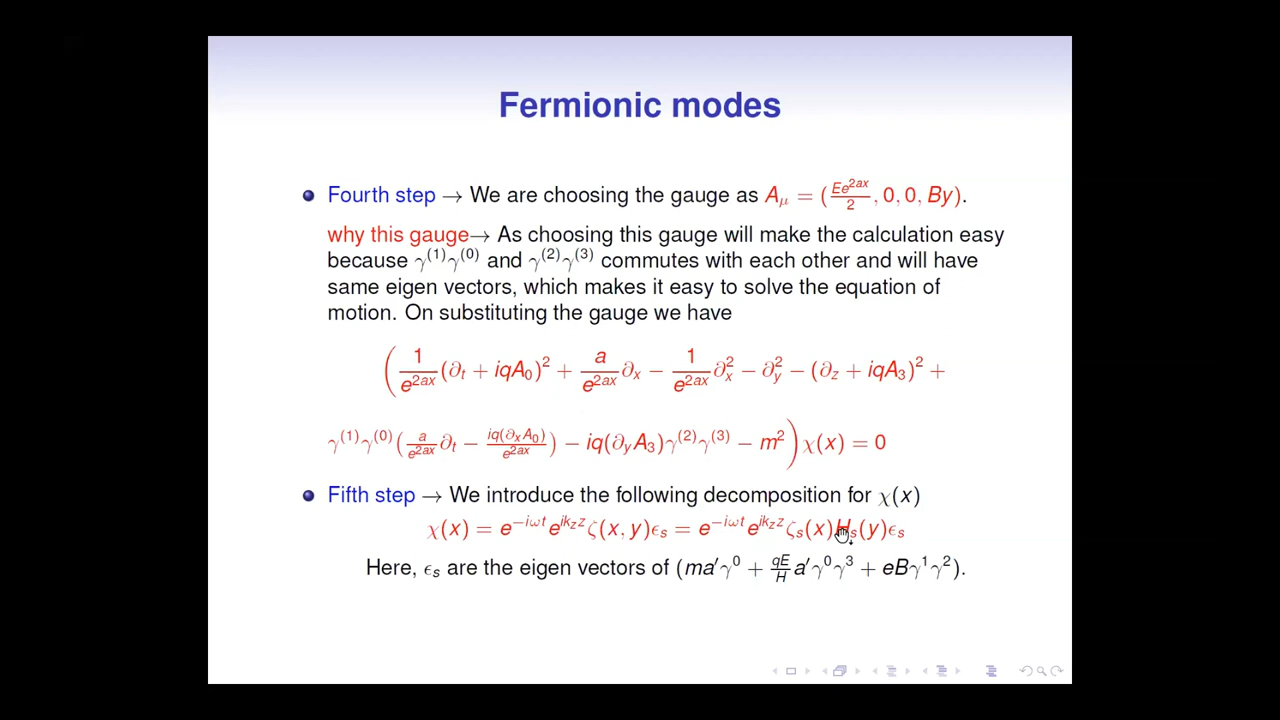 Fermionic modes
Fourth step → We are choosing the gauge as A_μ = (Ee^{2ax}/2, 0, 0, By).
why this gauge→ As choosing this gauge will make the calculation easy
because γ^{(1)}γ^{(0)} and γ^{(2)}γ^{(3)} commutes with each other and will have
same eigen vectors, which makes it easy to solve the equation of
motion. On substituting the gauge we have
(1/e^{2ax} (∂_t + iqA_0)^2 + a/e^{2ax} ∂_x − 1/e^{2ax} ∂_x^2 − ∂_y^2 − (∂_z + iqA_3)^2 +
γ^{(1)}γ^{(0)}(a/e^{2ax} ∂_t − iq(∂_xA_0)/e^{2ax}) − iq(∂_yA_3)γ^{(2)}γ^{(3)} − m^2)χ(x) = 0
Fifth step → We introduce the following decomposition for χ(x)
χ(x) = e^{−iωt}e^{ik_z z}ζ(x, y)ε_s = e^{−iωt}e^{ik_z z}ζ_s(x)H_s(y)ε_s
Here, ε_s are the eigen vectors of (ma′γ^0 + qE/H a′γ^0γ^3 + eBγ^1γ^2).